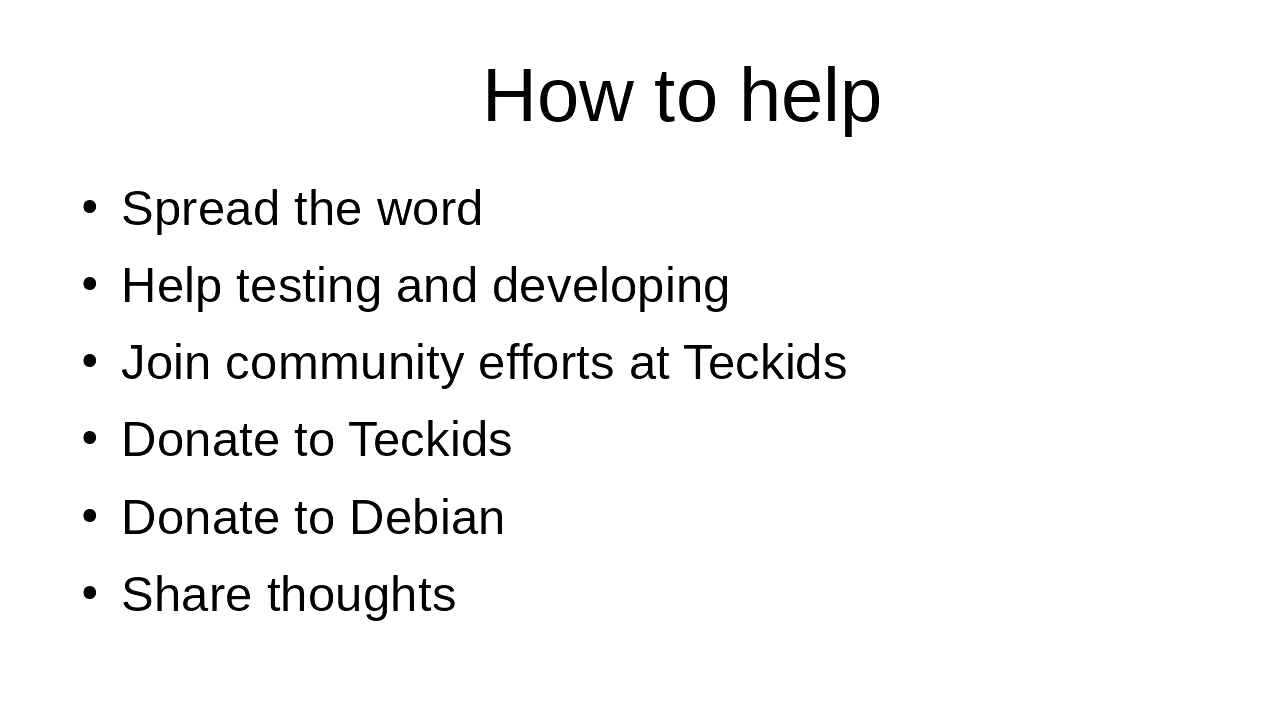 How to help
• Spread the word
• Help testing and developing
• Join community efforts at Teckids
• Donate to Teckids
• Donate to Debian
• Share thoughts